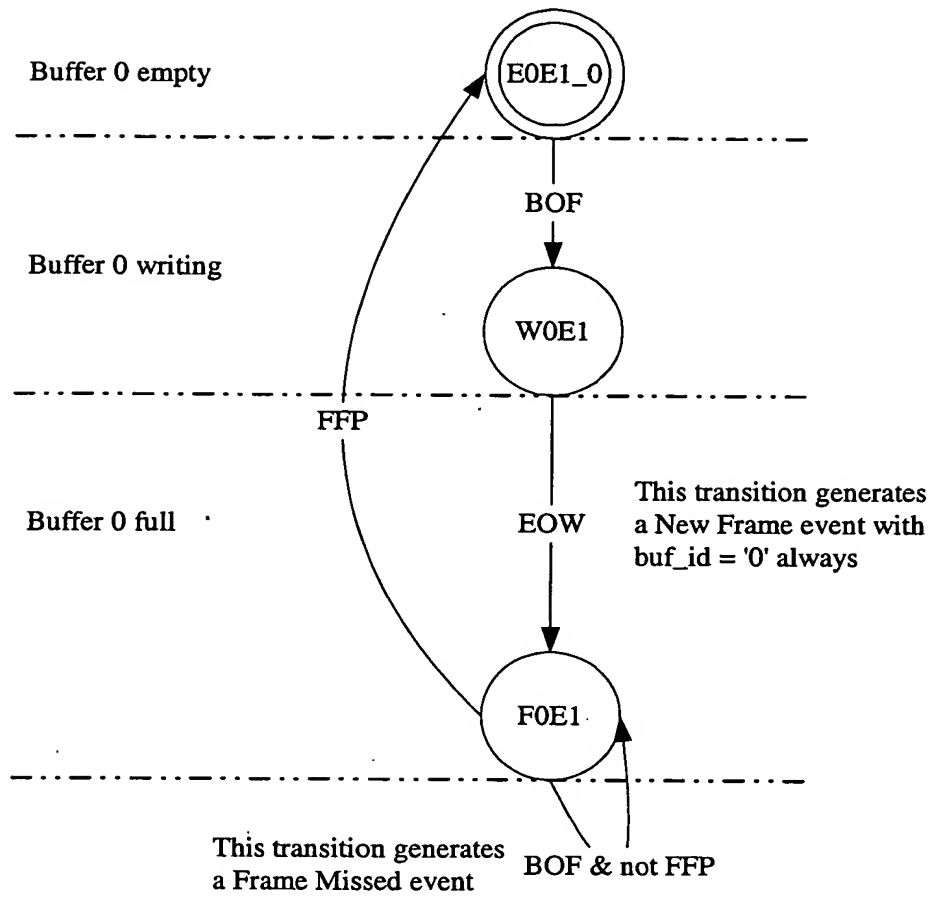 Buffer 0 empty
E0E1_0
BOF
Buffer 0 writing
W0E1
FFP
Buffer 0 full
EOW
This transition generates
a New Frame event with
buf_id = '0' always
F0E1
This transition generates
a Frame Missed event
BOF & not FFP